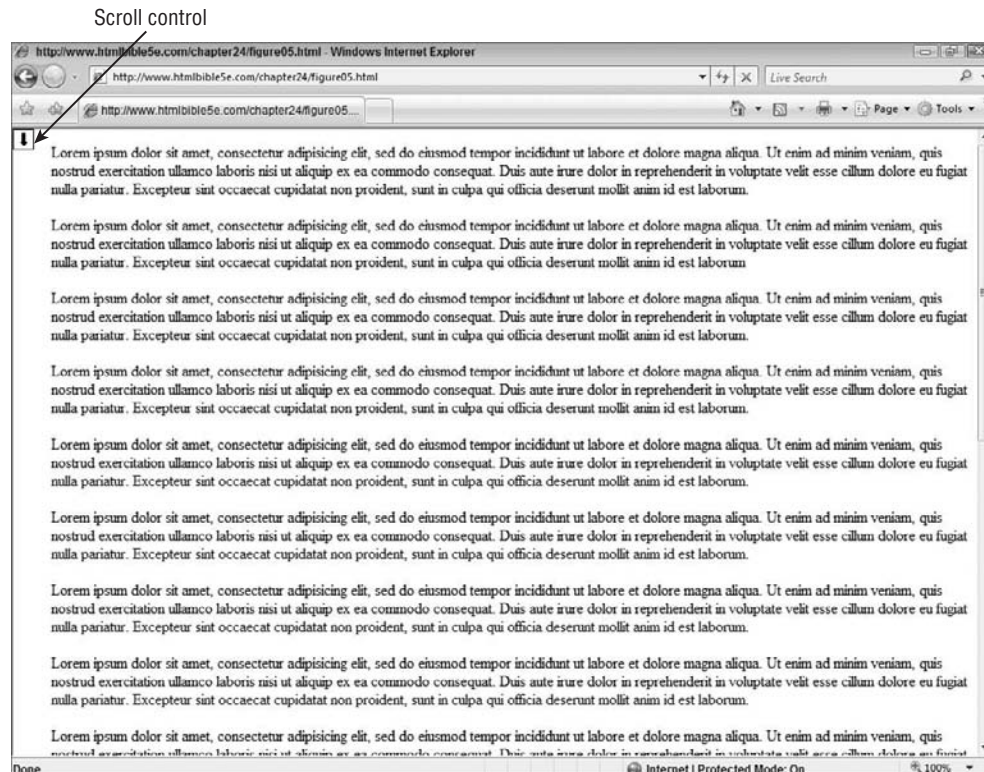 Scroll control
http://www.htmlbible5e.com/chapter24/figure05.html - Windows Internet Explorer
http://www.htmlbible5e.com/chapter24/figure05.html
Live Search
http://www.htmlbible5e.com/chapter24/figure05....
Page
Tools
Lorem ipsum dolor sit amet, consectetur adipisicing elit, sed do eiusmod tempor incididunt ut labore et dolore magna aliqua. Ut enim ad minim veniam, quis
nostrud exercitation ullamco laboris nisi ut aliquip ex ea commodo consequat. Duis aute irure dolor in reprehenderit in voluptate velit esse cillum dolore eu fugiat
nulla pariatur. Excepteur sint occaecat cupidatat non proident, sunt in culpa qui officia deserunt mollit anim id est laborum.
Lorem ipsum dolor sit amet, consectetur adipisicing elit, sed do eiusmod tempor incididunt ut labore et dolore magna aliqua. Ut enim ad minim veniam, quis
nostrud exercitation ullamco laboris nisi ut aliquip ex ea commodo consequat. Duis aute irure dolor in reprehenderit in voluptate velit esse cillum dolore eu fugiat
nulla pariatur. Excepteur sint occaecat cupidatat non proident, sunt in culpa qui officia deserunt mollit anim id est laborum
Lorem ipsum dolor sit amet, consectetur adipisicing elit, sed do eiusmod tempor incididunt ut labore et dolore magna aliqua. Ut enim ad minim veniam, quis
nostrud exercitation ullamco laboris nisi ut aliquip ex ea commodo consequat. Duis aute irure dolor in reprehenderit in voluptate velit esse cillum dolore eu fugiat
nulla pariatur. Excepteur sint occaecat cupidatat non proident, sunt in culpa qui officia deserunt mollit anim id est laborum.
Lorem ipsum dolor sit amet, consectetur adipisicing elit, sed do eiusmod tempor incididunt ut labore et dolore magna aliqua. Ut enim ad minim veniam, quis
nostrud exercitation ullamco laboris nisi ut aliquip ex ea commodo consequat. Duis aute irure dolor in reprehenderit in voluptate velit esse cillum dolore eu fugiat
nulla pariatur. Excepteur sint occaecat cupidatat non proident, sunt in culpa qui officia deserunt mollit anim id est laborum.
Lorem ipsum dolor sit amet, consectetur adipisicing elit, sed do eiusmod tempor incididunt ut labore et dolore magna aliqua. Ut enim ad minim veniam, quis
nostrud exercitation ullamco laboris nisi ut aliquip ex ea commodo consequat. Duis aute irure dolor in reprehenderit in voluptate velit esse cillum dolore eu fugiat
nulla pariatur. Excepteur sint occaecat cupidatat non proident, sunt in culpa qui officia deserunt mollit anim id est laborum.
Lorem ipsum dolor sit amet, consectetur adipisicing elit, sed do eiusmod tempor incididunt ut labore et dolore magna aliqua. Ut enim ad minim veniam, quis
nostrud exercitation ullamco laboris nisi ut aliquip ex ea commodo consequat. Duis aute irure dolor in reprehenderit in voluptate velit esse cillum dolore eu fugiat
nulla pariatur. Excepteur sint occaecat cupidatat non proident, sunt in culpa qui officia deserunt mollit anim id est laborum.
Lorem ipsum dolor sit amet, consectetur adipisicing elit, sed do eiusmod tempor incididunt ut labore et dolore magna aliqua. Ut enim ad minim veniam, quis
nostrud exercitation ullamco laboris nisi ut aliquip ex ea commodo consequat. Duis aute irure dolor in reprehenderit in voluptate velit esse cillum dolore eu fugiat
nulla pariatur. Excepteur sint occaecat cupidatat non proident, sunt in culpa qui officia deserunt mollit anim id est laborum.
Lorem ipsum dolor sit amet, consectetur adipisicing elit, sed do eiusmod tempor incididunt ut labore et dolore magna aliqua. Ut enim ad minim veniam, quis
nostrud exercitation ullamco laboris nisi ut aliquip ex ea commodo consequat. Duis aute irure dolor in reprehenderit in voluptate velit esse cillum dolore eu fugiat
nulla pariatur. Excepteur sint occaecat cupidatat non proident, sunt in culpa qui officia deserunt mollit anim id est laborum.
Lorem ipsum dolor sit amet, consectetur adipisicing elit, sed do eiusmod tempor incididunt ut labore et dolore magna aliqua. Ut enim ad minim veniam, quis
nostrud exercitation ullamco laboris nisi ut aliquip ex ea commodo consequat. Duis aute irure dolor in reprehenderit in voluptate velit esse cillum dolore eu fugiat
Done
Internet | Protected Mode: On
100%